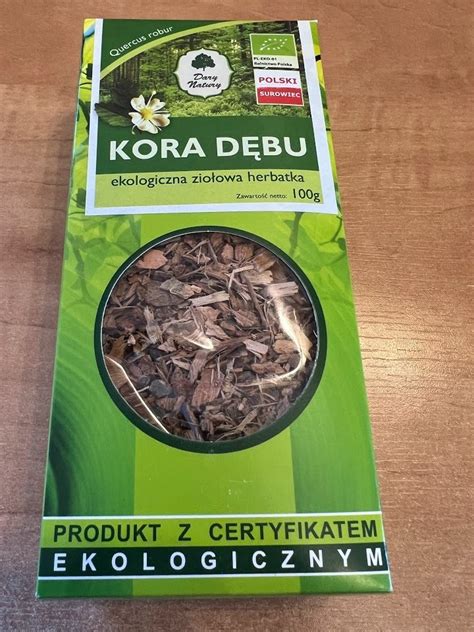 Quercus robur
Dary
Natury
PL-EKO-01
Rolnictwo Polska
POLSKI
SUROWIEC
KORA DĘBU
ekologiczna ziołowa herbatka
Zawartość netto: 100g
PRODUKT Z CERTYFIKATEM
EKOLOGICZNYM